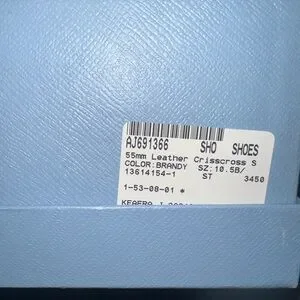 AJ691366 SHO SHOES
55mm Leather Crisscross S
COLOR:BRANDY SZ:10.5B/
13614154-1 ST 3450
1-53-08-01 *